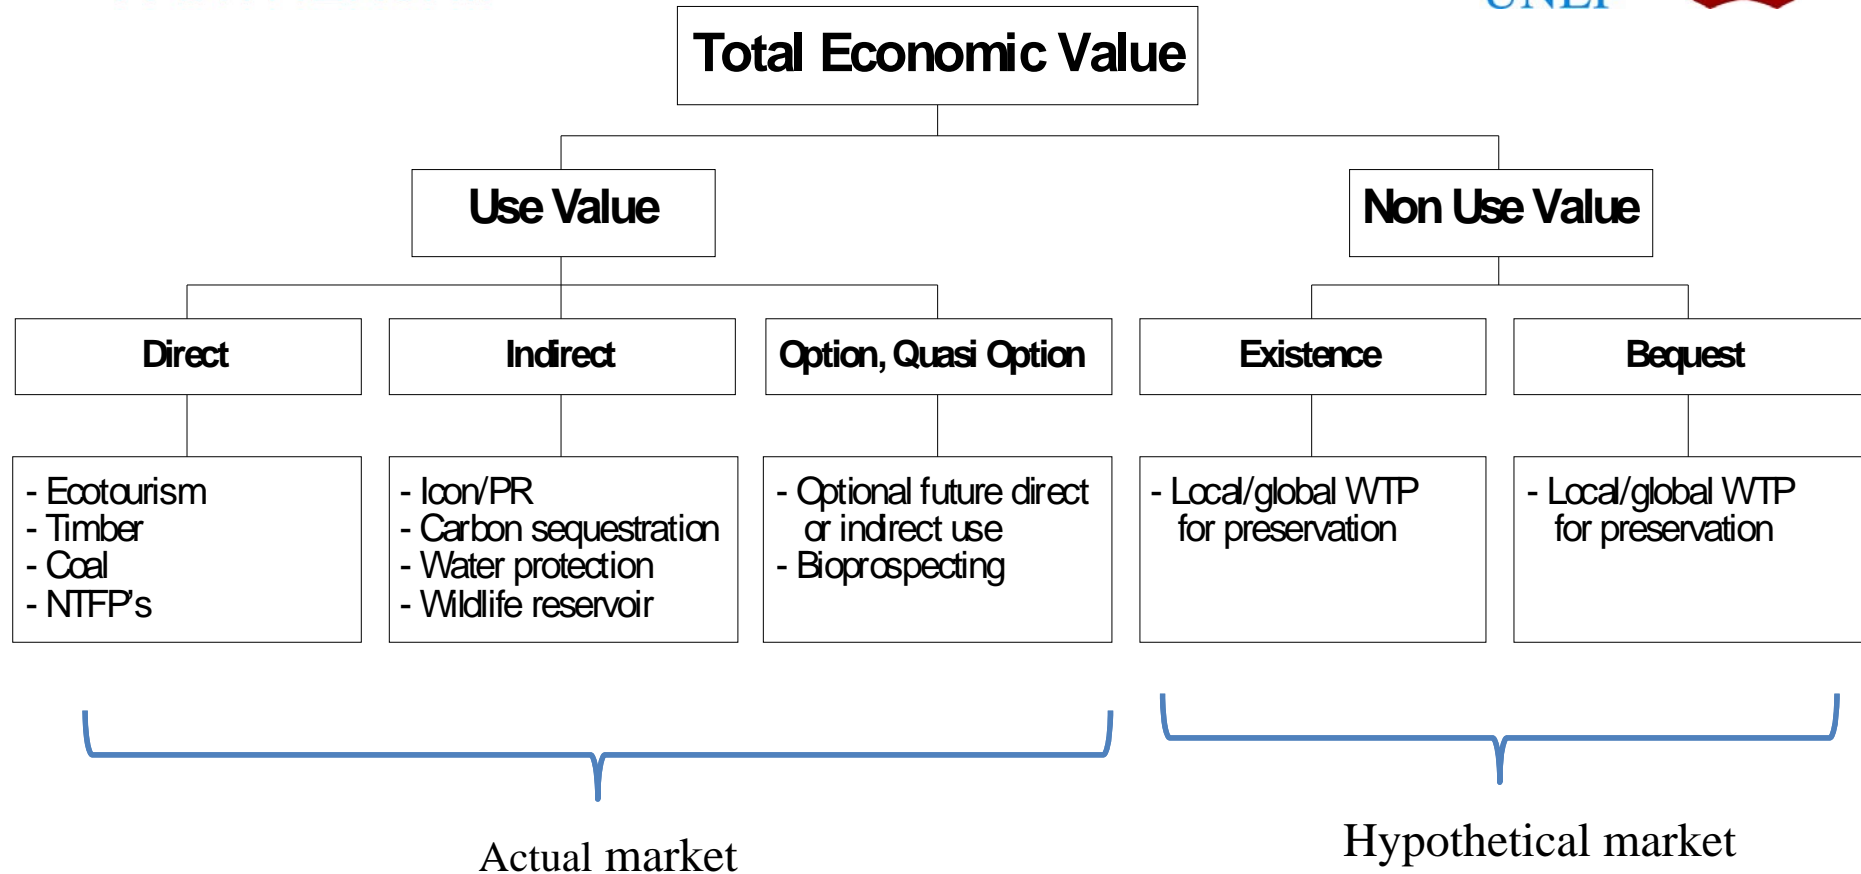 Total Economic Value
Use Value
Non Use Value
Direct
Indirect
Option, Quasi Option
Existence
Bequest
- Ecotourism
- Timber
- Coal
- NTFP's
- Icon/PR
- Carbon sequestration
- Water protection
- Wildlife reservoir
- Optional future direct
or indirect use
- Bioprospecting
- Local/global WTP
for preservation
- Local/global WTP
for preservation
Actual market
Hypothetical market